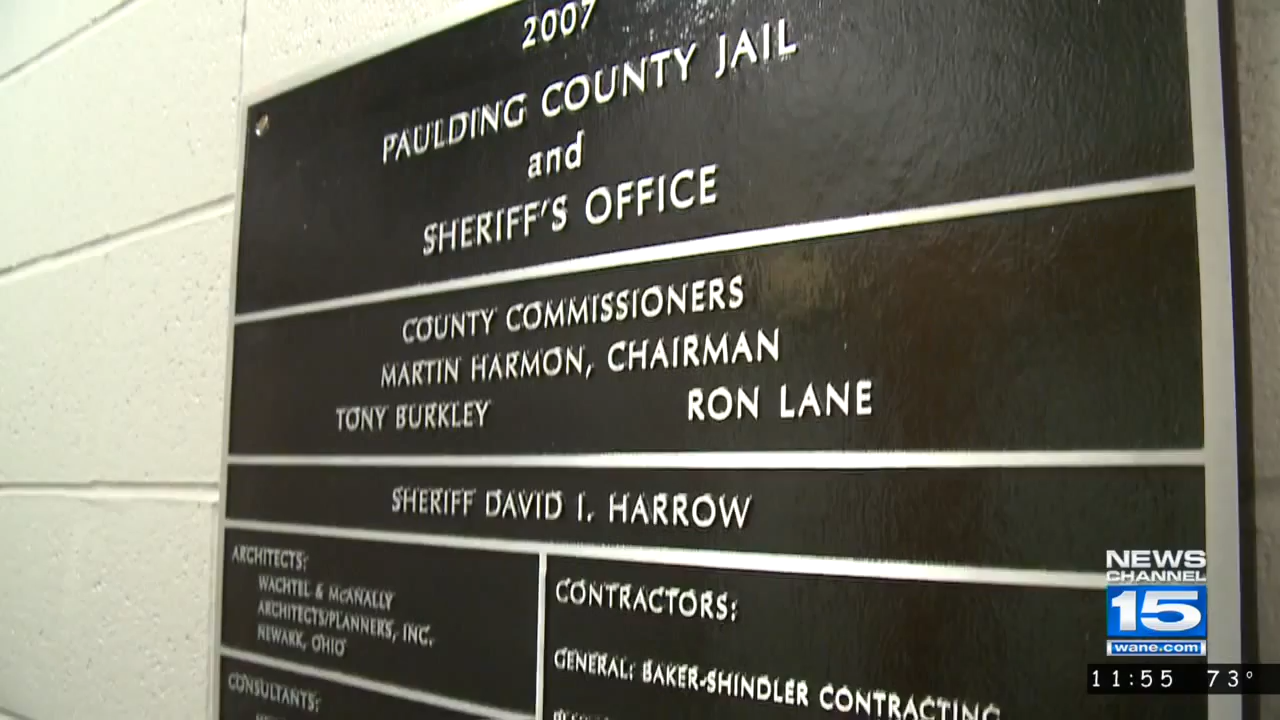 2007
PAULDING COUNTY JAIL
and
SHERIFF'S OFFICE
COUNTY COMMISSIONERS
MARTIN HARMON, CHAIRMAN
TONY BURKLEY RON LANE
SHERIFF DAVID I. HARROW
ARCHITECTS:
WACHTEL & McANALLY
ARCHITECTS/PLANNERS, INC.
NEWARK, OHIO
CONSULTANTS:
CONTRACTORS:
GENERAL: BAKER-SHINDLER CONTRACTING
NEWS
CHANNEL
15
wane.com
11:55 73°